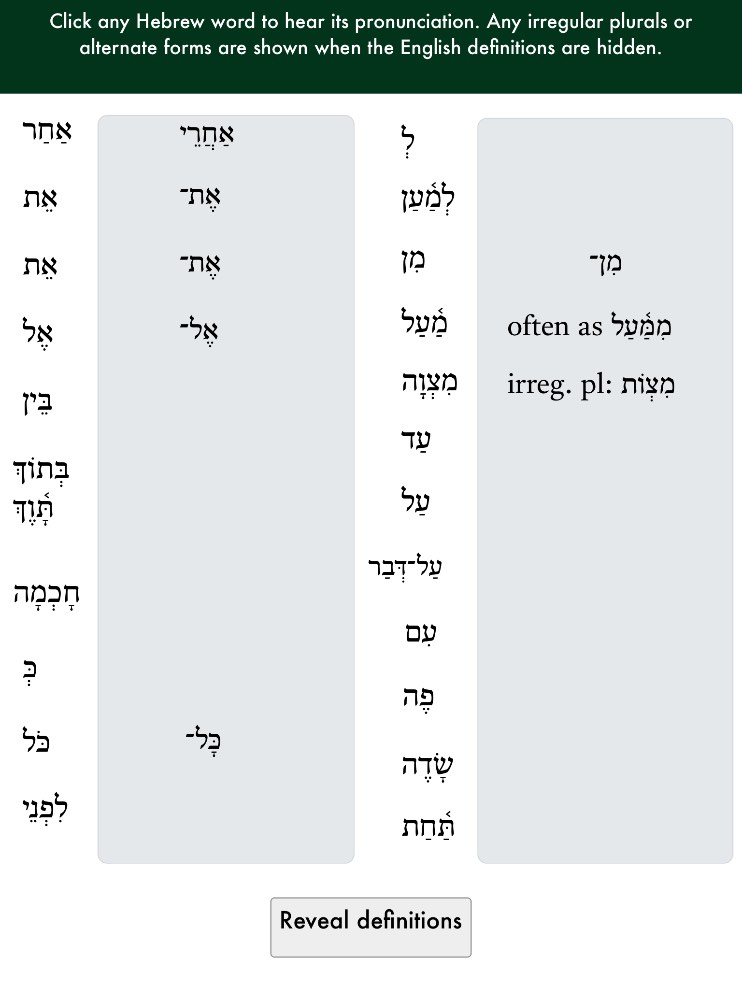 Click any Hebrew word to hear its pronunciation. Any irregular plurals or
alternate forms are shown when the English definitions are hidden.
אַחַר אַחֲרֵי
אֵת אֶת־
אֵת אֶת־
אֶל אֶל־
בֵּין
בְּתוֹךְ
תָּ֫וֶךְ
חָכְמָה
כְּ
כֹּל כָּל־
לִפְנֵי
לְ
לְמַ֫עַן
מִן מִן־
מַ֫עַל often as מִמַּ֫עַל
מִצְוָה irreg. pl: מִצְוֹת
עַד
עַל
עַל־דְּבַר
עִם
פֶּה
שָׂדֶה
תַּ֫חַת
Reveal definitions